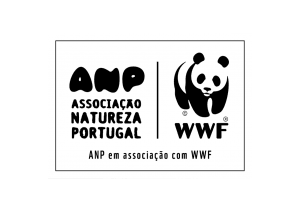 ANP
ASSOCIAÇÃO
NATUREZA
PORTUGAL
©
WWF
®
ANP em associação com WWF